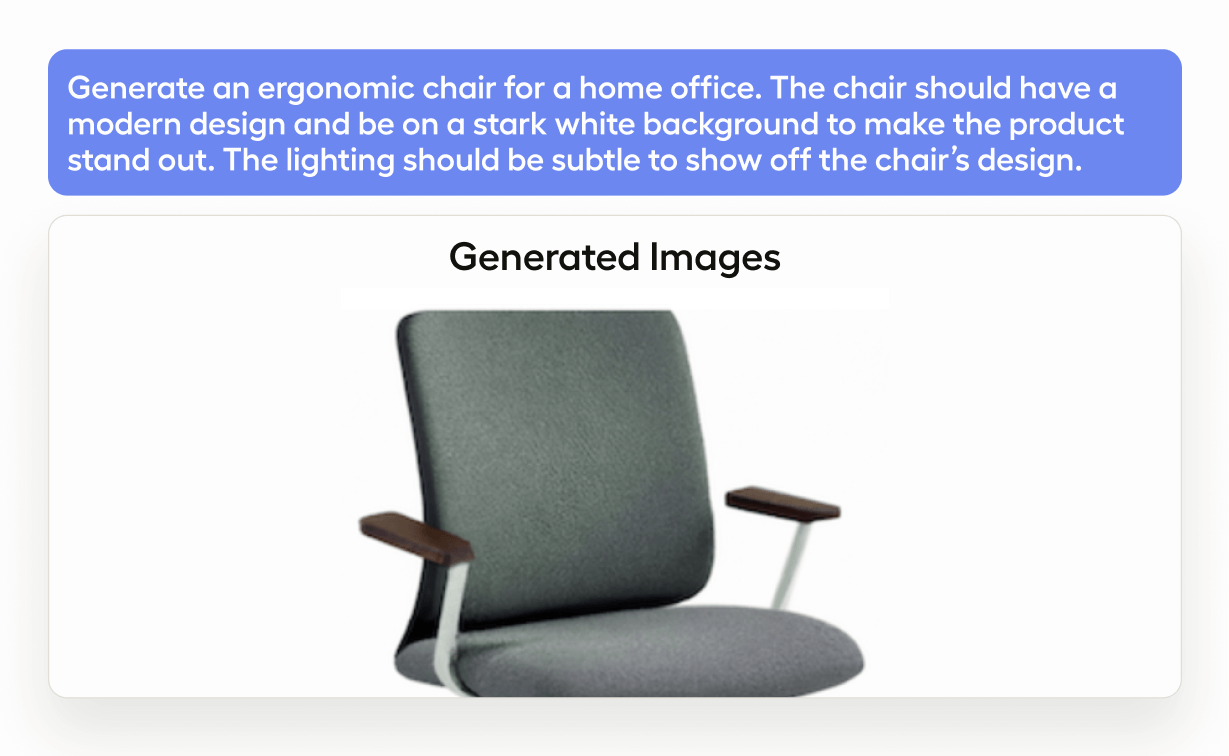 Generate an ergonomic chair for a home office. The chair should have a
modern design and be on a stark white background to make the product
stand out. The lighting should be subtle to show off the chair’s design.
Generated Images